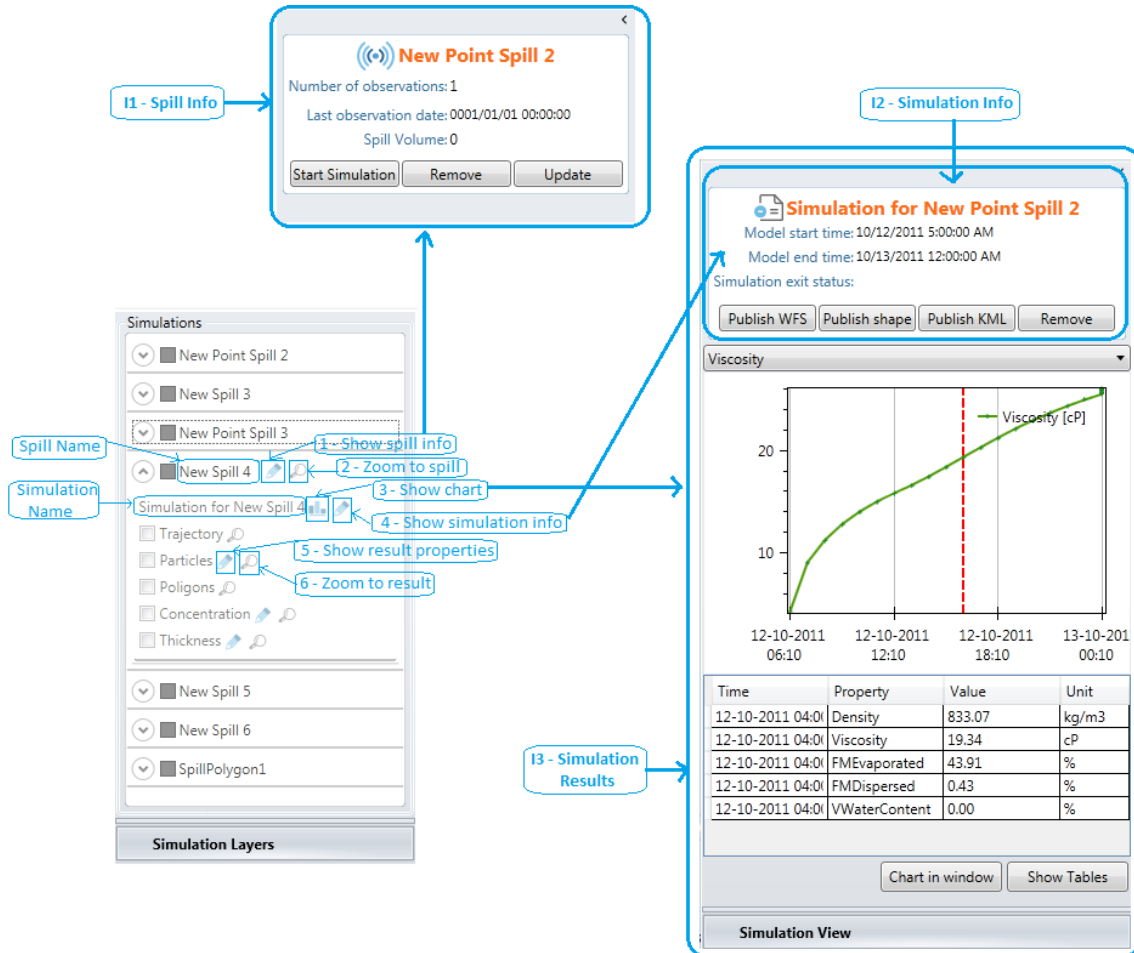 <
New Point Spill 2
Number of observations: 1
Last observation date: 0001/01/01 00:00:00
Spill Volume: 0
Start Simulation Remove Update
I1 - Spill Info
I2 - Simulation Info
Simulation for New Point Spill 2
Model start time: 10/12/2011 5:00:00 AM
Model end time: 10/13/2011 12:00:00 AM
Simulation exit status:
Publish WFS Publish shape Publish KML Remove
Simulations
New Point Spill 2
New Spill 3
New Point Spill 3
New Spill 4
Simulation for New Spill 4
Trajectory
Particles
Poligons
Concentration
Thickness
New Spill 5
New Spill 6
SpillPolygon1
Simulation Layers
Spill Name
Simulation
Name
1 - Show spill info
2 - Zoom to spill
3 - Show chart
4 - Show simulation info
5 - Show result properties
6 - Zoom to result
Viscosity
Viscosity [cP]
20
10
12-10-2011 12-10-2011 12-10-2011 13-10-201
06:10 12:10 18:10 00:10
I3 - Simulation
Results
Time Property Value Unit
12-10-2011 04:0( Density 833.07 kg/m3
12-10-2011 04:0( Viscosity 19.34 cP
12-10-2011 04:0( FMEvaporated 43.91 %
12-10-2011 04:0( FMDispersed 0.43 %
12-10-2011 04:0( VWaterContent 0.00 %
Chart in window Show Tables
Simulation View